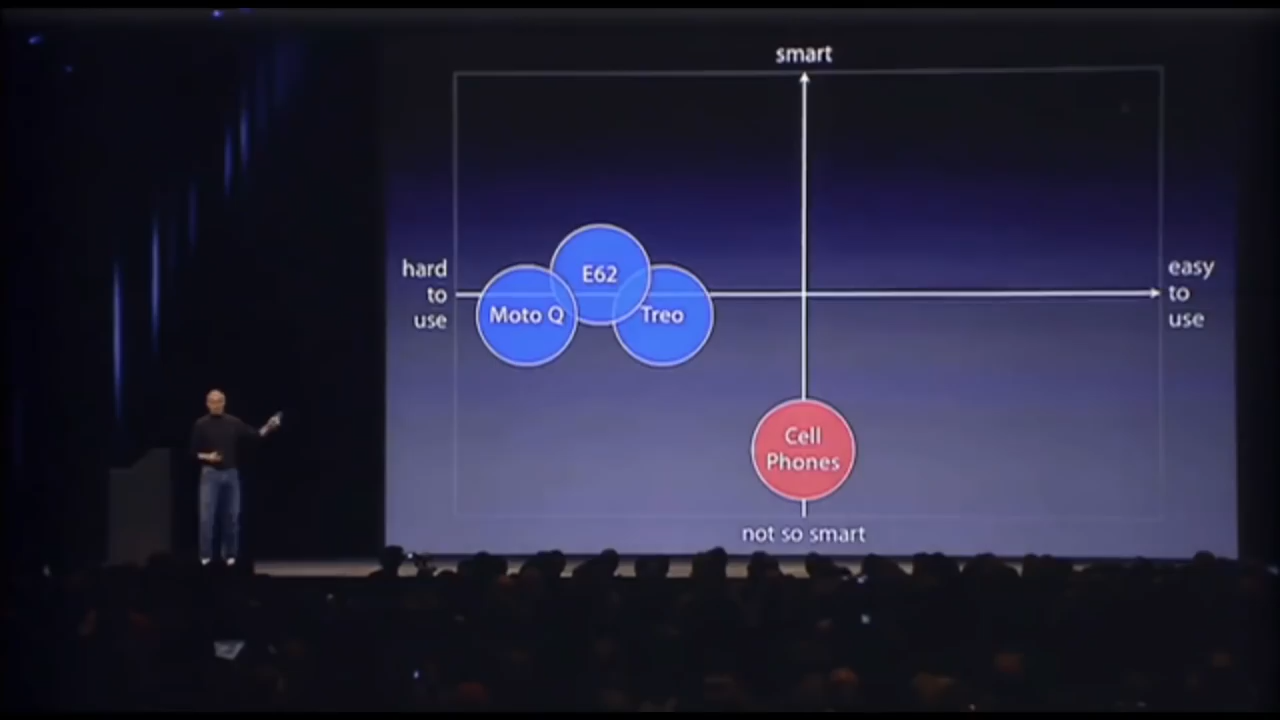 smart
hard
to
use
easy
to
use
E62
Moto Q
Treo
Cell
Phones
not so smart